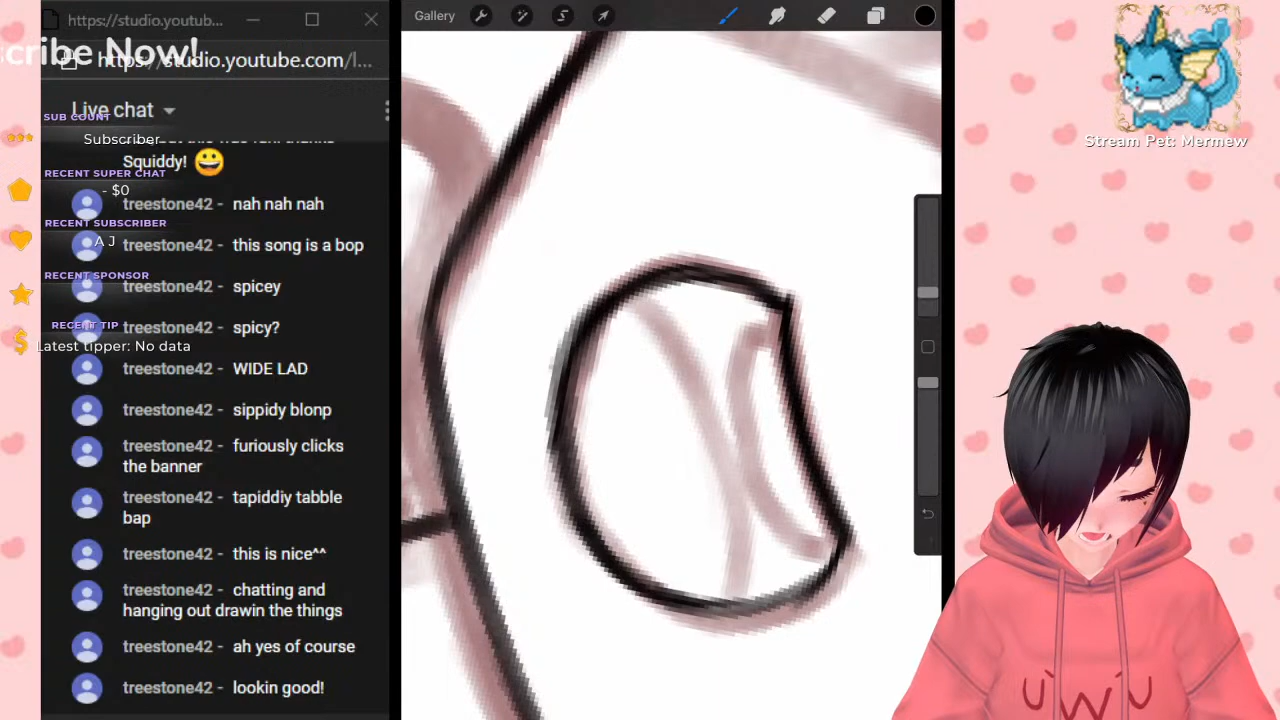 https://studio.youtub...
cribe Now!
https://studio.youtube.com/l...
Live chat
SUB COUNT
Subscriber
Squiddy! 😀
RECENT SUPER CHAT
- $0
treestone42 - nah nah nah
RECENT SUBSCRIBER
A J
treestone42 - this song is a bop
RECENT SPONSOR
treestone42 - spicey
RECENT TIP
treestone42 - spicy?
Latest tipper: No data
treestone42 - WIDE LAD
treestone42 - sippidy blonp
treestone42 - furiously clicks
the banner
treestone42 - tapiddiy tabble
bap
treestone42 - this is nice^^
treestone42 - chatting and
hanging out drawin the things
treestone42 - ah yes of course
treestone42 - lookin good!
Gallery
Stream Pet: Mermew
UWU